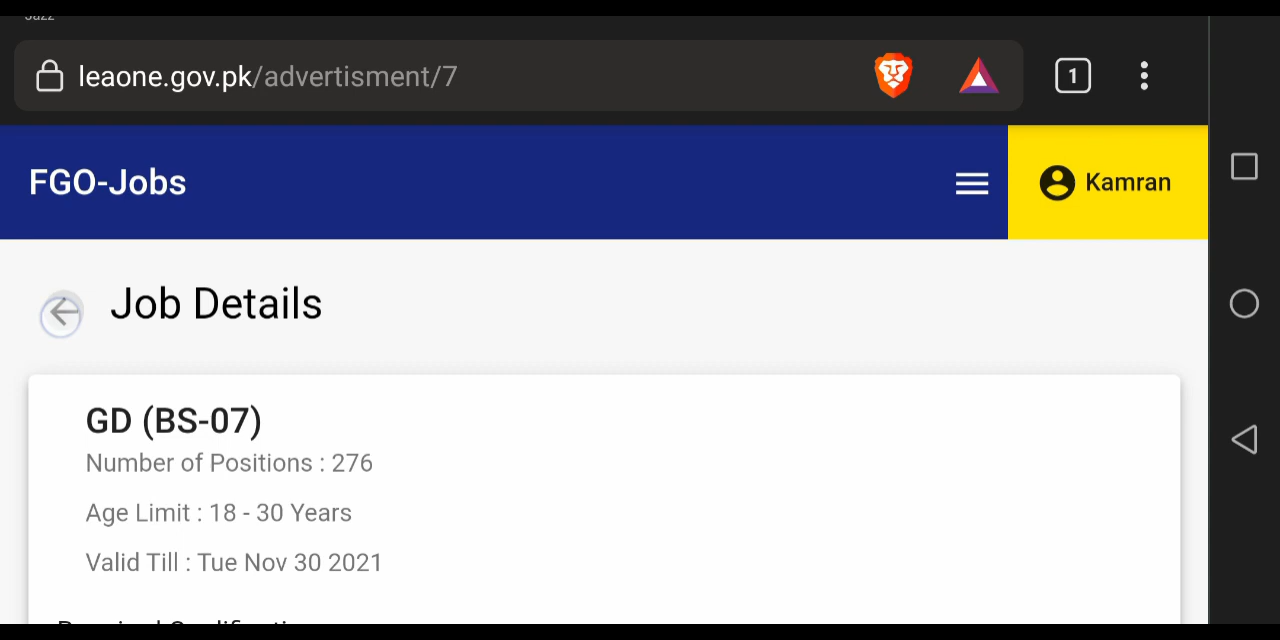 Jazz
leaone.gov.pk/advertisment/7
1
FGO-Jobs
Kamran
Job Details
GD (BS-07)
Number of Positions : 276
Age Limit : 18 - 30 Years
Valid Till : Tue Nov 30 2021